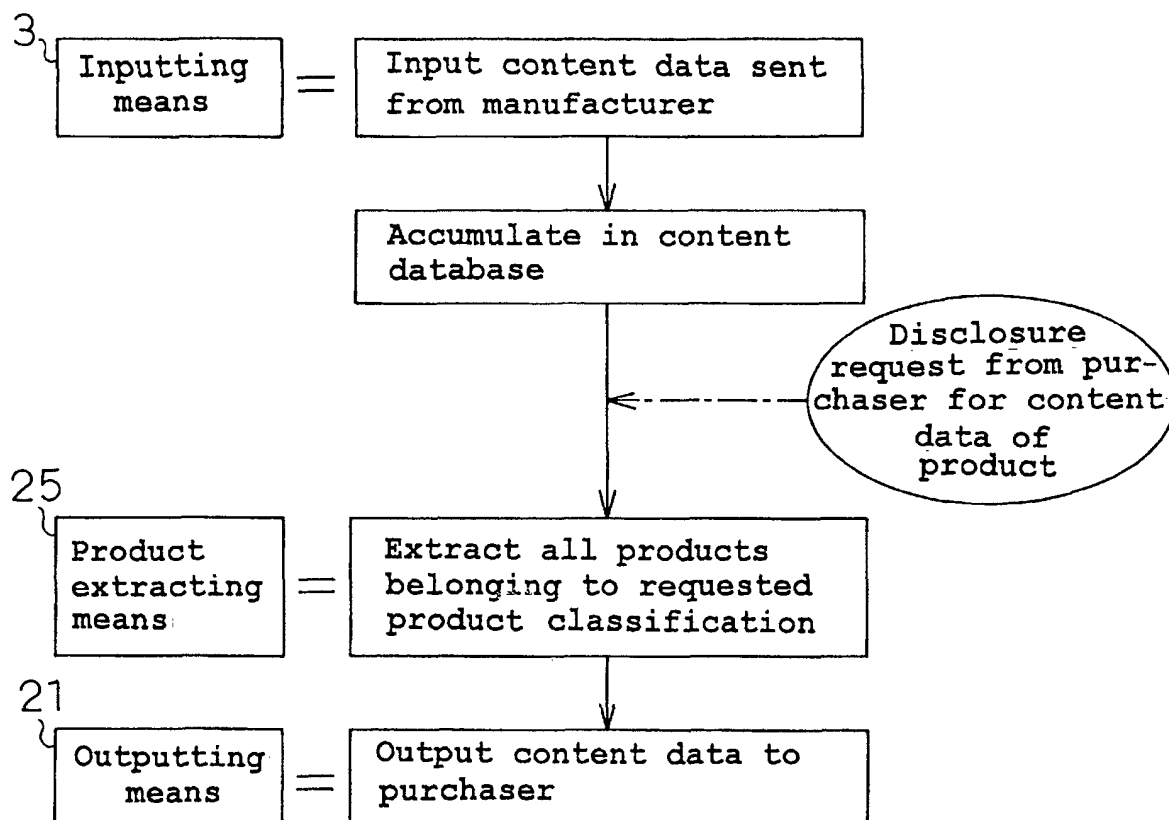 3
Inputting
means
Input content data sent
from manufacturer
Accumulate in content
database
Disclosure
request from pur-
chaser for content
data of
product
25
Product
extracting
means
Extract all products
belonging to requested
product classification
21
Outputting
means
Output content data to
purchaser